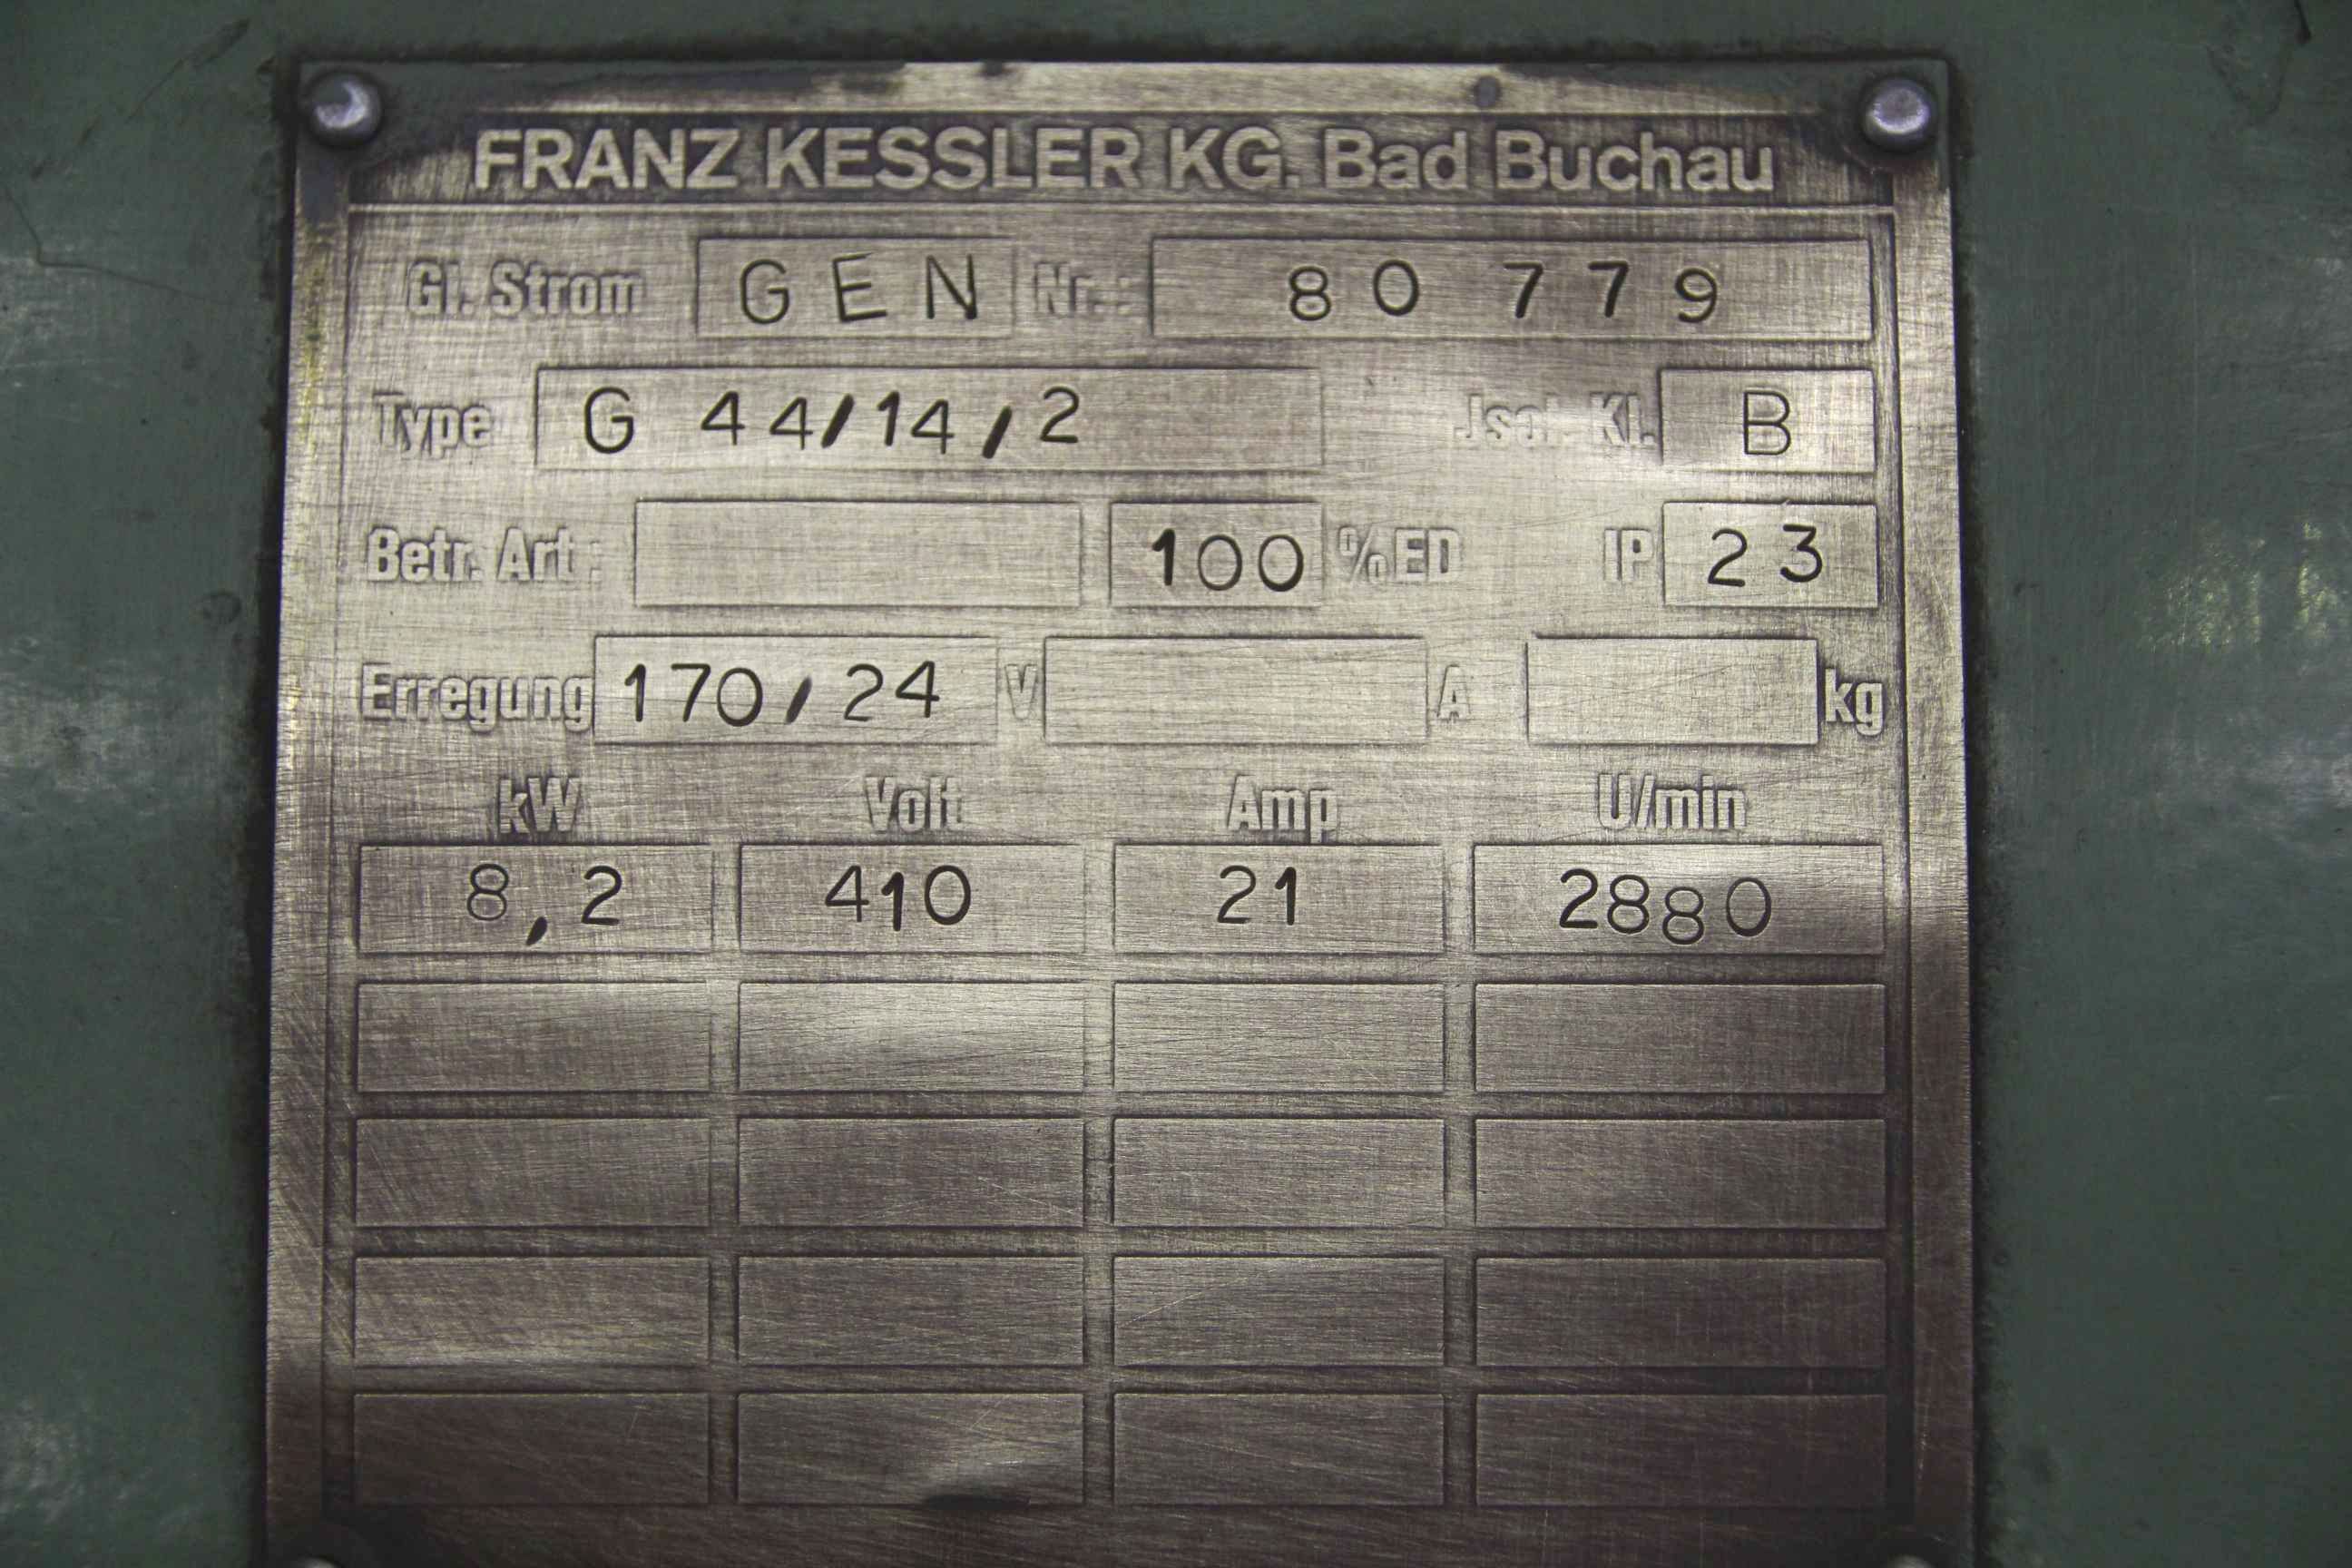 FRANZ KESSLER KG. Bad Buchau
Gl. Strom GEN Nr.: 80 779
Type G 44/14/2 Jsol. Kl. B
Betr. Art: 100 % ED IP 23
Erregung 170/24 V A kg
kW Volt Amp U/min
8,2 410 21 2880